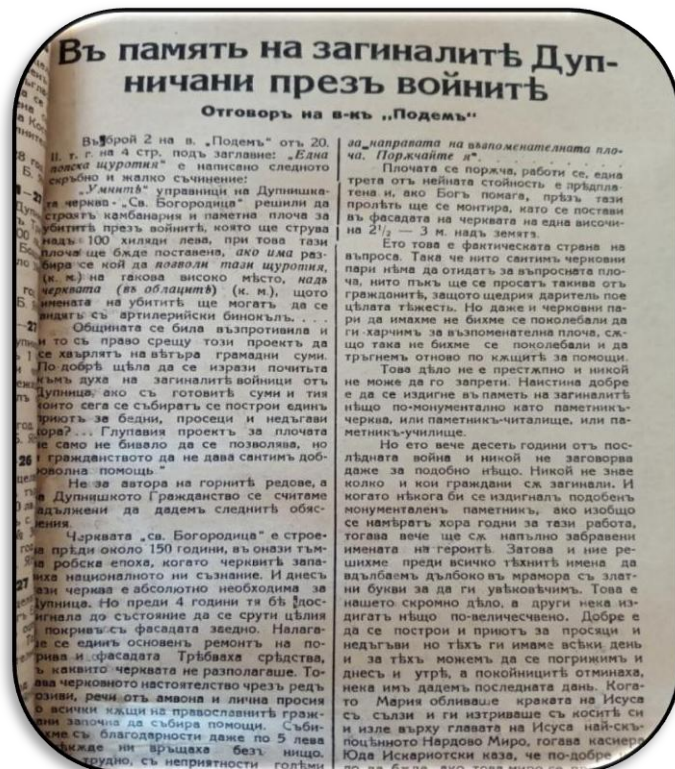 Въ память на загиналитѣ Дуп-
ничани презъ войнитѣ
Отговоръ на в-къ „Подемъ“
Въ брой 2 на в. „Подемъ“ отъ 20.
II. т. г. на 4 стр. подъ заглавие: „Една
попска щуротия“ е написано следното
скръбно и жалко съчинение:
„Умнитѣ“ управници на Дупнишка-
та черква „Св. Богородица“ решили да
строятъ камбанария и паметна плоча за
убититѣ презъ войнитѣ, която ще струва
надъ 100 хиляди лева, при това тази
плоча ще бѫде поставена, ако има раз-
бира се кой да позволи тази щуротия,
(к. м.) на такова високо мѣсто, надъ
черквата (въ облацитѣ) (к. м.), щото
имената на убититѣ ще могатъ да се
видятъ съ артилерийски бинокълъ. . . .
Общината се била възпротивила и
и то съ право срещу този проектъ да
се хвърлятъ на вѣтъра грамадни суми.
По добрѣ щѣла да се изрази почитьта
къмъ духа на загиналитѣ войници отъ
Дупница, ако съ готовитѣ суми и тия
които сега се събиратъ се построи единъ
приютъ за бедни, просеци и недѫгави
хора?... Глупавия проектъ за плочата
не само не бивало да се позволява, но
и гражданството да не дава сантимъ доб-
роволна помощь.“
Не за автора на горнитѣ редове, а
за Дупнишкото Гражданство се считаме
задължени да дадемъ следнитѣ обяс-
нения.
Черквата „св. Богородица“ е строе-
на прѣди около 150 години, въ онази тъм-
на робска епоха, когато черквитѣ запа-
зиха националното ни съзнание. И днесъ
тази черква е абсолютно необходима за
Дупница. Но преди 4 години тя бѣ дос-
тигнала до състояние да се срути цѣлия
ѝ покривъ съ фасадата заедно. Налага-
ше се единъ основенъ ремонтъ на по-
крива и фасадата Трѣбваха срѣдства,
съ каквито черквата не разполагаше. То-
гава черковното настоятелство чрезъ редъ
позиви, речи отъ амвона и лична просия
по всички кѫщи на православнитѣ граж-
дани започна да събира помощи. Съби-
рахме съ благодарности даже по 5 лева
нѣкѫде ни връщаха безъ нищо.
трудно, съ неприятности голѣми
за направата на възпоменателната пло-
ча. Порѫчайте я“.
Плочата се порѫча, работи се, една
трета отъ нейната стойность е прѣдпла-
тена и, ако Богъ помага, прѣзъ тази
пролѣть ще се монтира, като се постави
въ фасадата на черквата на една височи-
на 2½ — 3 м. надъ земята.
Ето това е фактическата страна на
въпроса. Така че нито сантимъ черковни
пари нѣма да отидатъ за въпросната пло-
ча, нито пъкъ ще се просатъ такива отъ
гражданитѣ, защото щедрия дарителъ пое
цѣлата тѣжесть. Но даже и черковни па-
ри да имахме не бихме се поколебали да
ги харчимъ за възпоменателна плоча, сѫ-
що така не бихме се поколебали и да
тръгнемъ отново по кѫщитѣ за помощи.
Това дѣло не е престѫпно и никой
не може да го запрети. Наистина добре
е да се издигне въ паметь на загиналитѣ
нѣщо по-монументално като паметникъ-
черква, или паметникъ-читалище, или па-
метникъ-училище.
Но ето вече десеть години отъ пос-
лѣдната война и никой не заговорва
даже за подобно нѣщо. Никой не знае
колко и кои граждани сѫ загинали. И
когато нѣкога би се издигналъ подобенъ
монументаленъ паметникъ, ако изобщо
се намѣрятъ хора годни за тази работа,
тогава вече ще сѫ напълно забравени
имената на героитѣ. Затова и ние ре-
шихме преди всичко тѣхнитѣ имена да
вдълбаемъ дълбоко въ мрамора съ злат-
ни букви за да ги увѣковѣчимъ. Това е
нашето скромно дѣло, а други нека из-
дигатъ нѣщо по-величествено. Добре е
да се построи и приютъ за просяци и
недѫгъви но тѣхъ ги имаме всѣки день
и за тѣхъ можемъ да се погрижимъ и
днесъ и утрѣ, а покойницитѣ отминаха,
нека имъ дадемъ последната дань. Кога-
то Мария обливаше краката на Исуса
съ сълзи и ги изтриваше съ коситѣ си
и изле върху главата на Исуса най-скѫ-
поцѣнното Нардово Миро, тогава касиера
Юда Искариотски каза, че по-добре